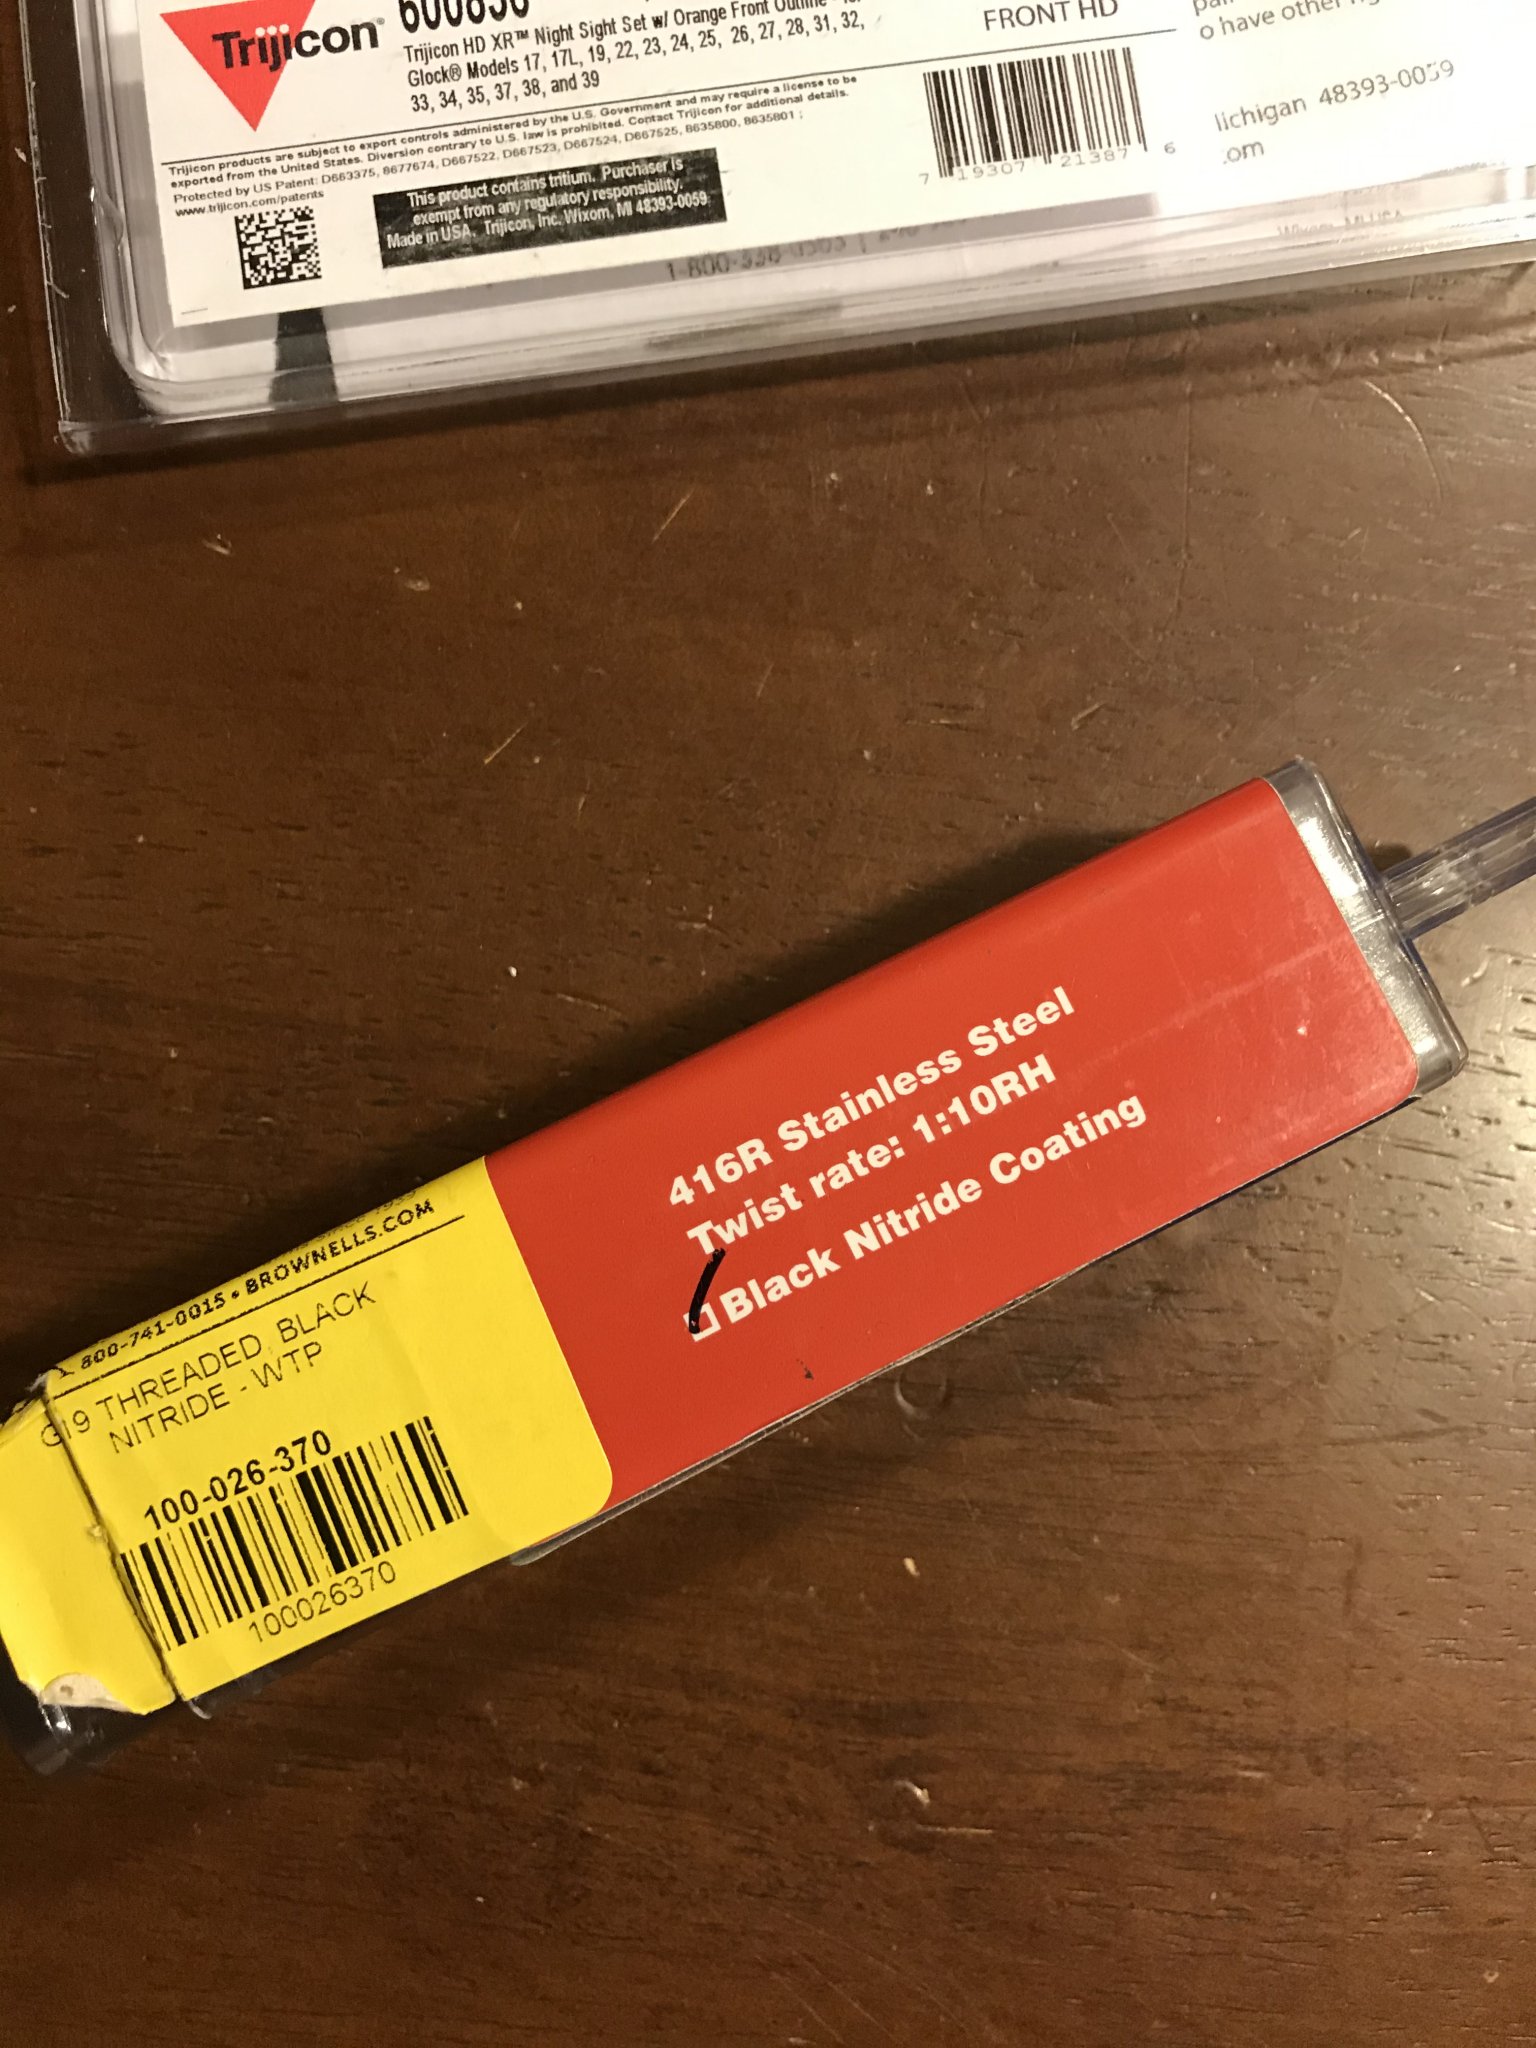 Trijicon®
Trijicon HD XR™ Night Sight Set w/ Orange Front Outline
Glock® Models 17, 17L, 19, 22, 23, 24, 25, 26, 27, 28, 31, 32,
33, 34, 35, 37, 38, and 39
FRONT HD
Trijicon products are subject to export controls administered by the U.S. Government and may require a license to be
exported from the United States. Diversion contrary to U.S. law is prohibited. Contact Trijicon for additional details.
Protected by US Patent: D663375, 8677674, D667522, D667523, D667524, D667525, 8635800, 8635801 ;
www.trijicon.com/patents
This product contains tritium. Purchaser is
exempt from any regulatory responsibility.
Made in USA. Trijicon, Inc. Wixom, MI 48393-0059
7 19307 21387 6
o have other
lichigan 48393-0059
.om
416R Stainless Steel
Twist rate: 1:10RH
Black Nitride Coating
800-741-0015 • BROWNELLS.COM
G19 THREADED, BLACK
NITRIDE - WTP
100-026-370
100026370